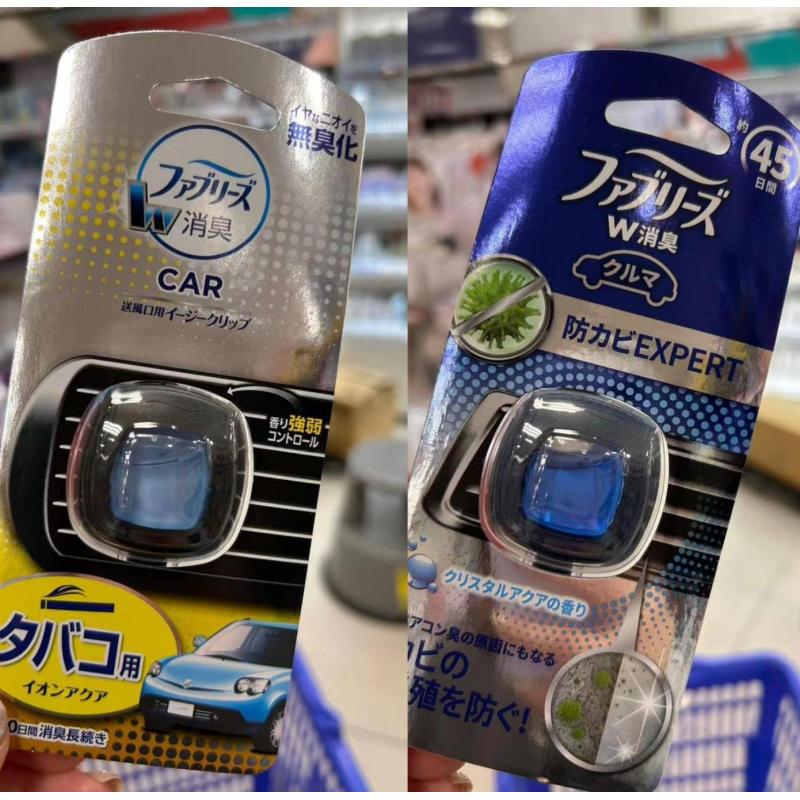 イヤなニオイを
無臭化
ファブリーズ
W消臭
CAR
送風口用イージークリップ
香り強弱
コントロール
タバコ用
イオンアクア
0日間消臭長続き
約
45
日間
ファブリーズ
W消臭
クルマ
防カビEXPERT
クリスタルアクアの香り
アコン臭の原因にもなる
ビの
殖を防ぐ!